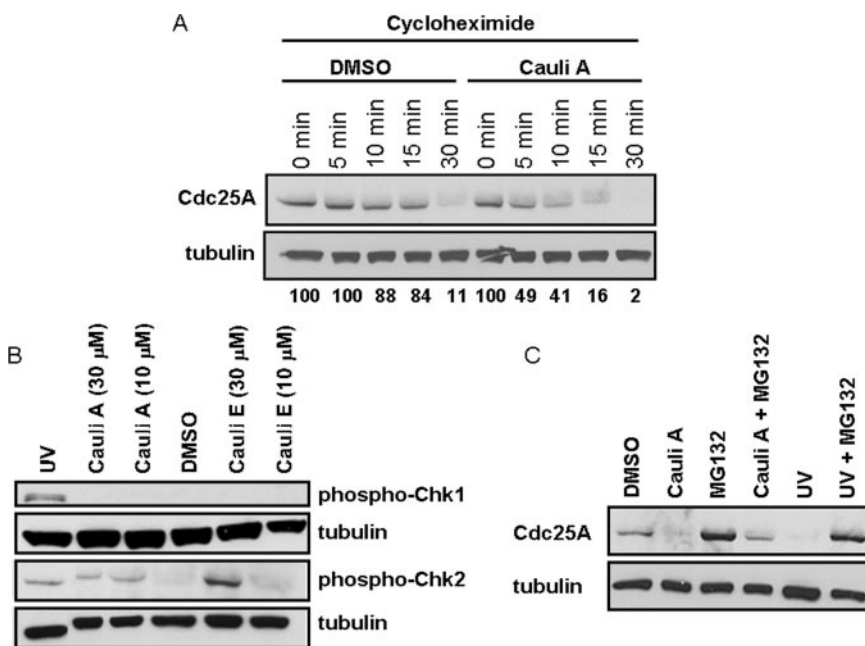 A
Cycloheximide
DMSO Cauli A
0 min 5 min 10 min 15 min 30 min 0 min 5 min 10 min 15 min 30 min
Cdc25A
tubulin
100 100 88 84 11 100 49 41 16 2
B
UV Cauli A (30 μM) Cauli A (10 μM) DMSO Cauli E (30 μM) Cauli E (10 μM)
phospho-Chk1
tubulin
phospho-Chk2
tubulin
C
DMSO Cauli A MG132 Cauli A + MG132 UV UV + MG132
Cdc25A
tubulin